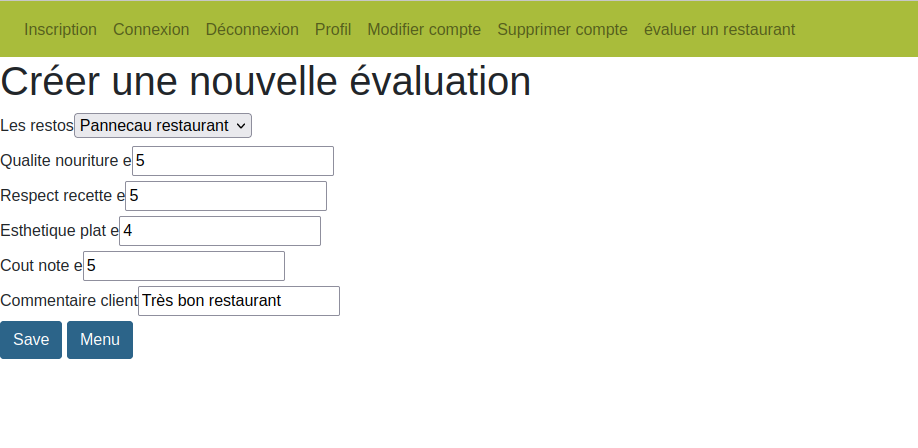 Inscription Connexion Déconnexion Profil Modifier compte Supprimer compte évaluer un restaurant
Créer une nouvelle évaluation
Les restos Pannecau restaurant
Qualite nouriture e 5
Respect recette e 5
Esthetique plat e 4
Cout note e 5
Commentaire client Très bon restaurant
Save Menu